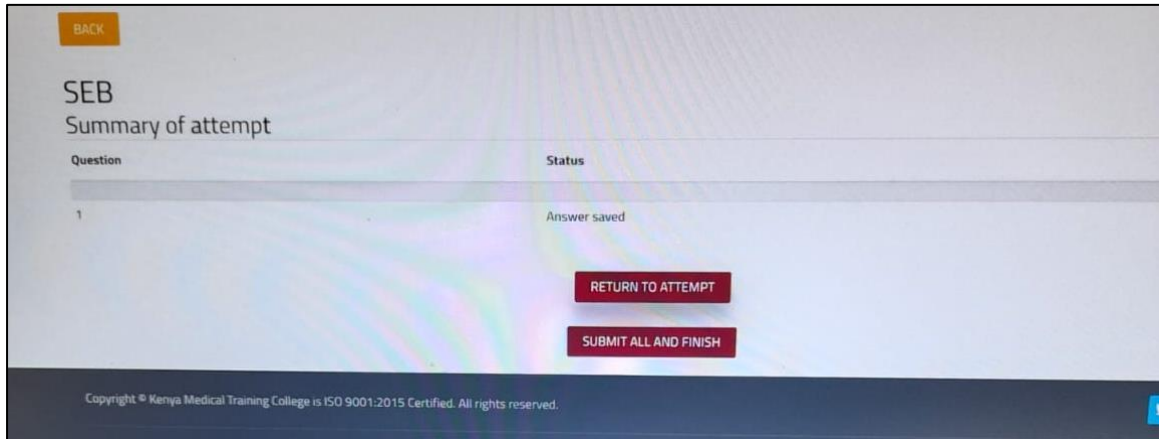 BACK
SEB
Summary of attempt
Question Status
1 Answer saved
RETURN TO ATTEMPT
SUBMIT ALL AND FINISH
Copyright © Kenya Medical Training College is ISO 9001:2015 Certified. All rights reserved.